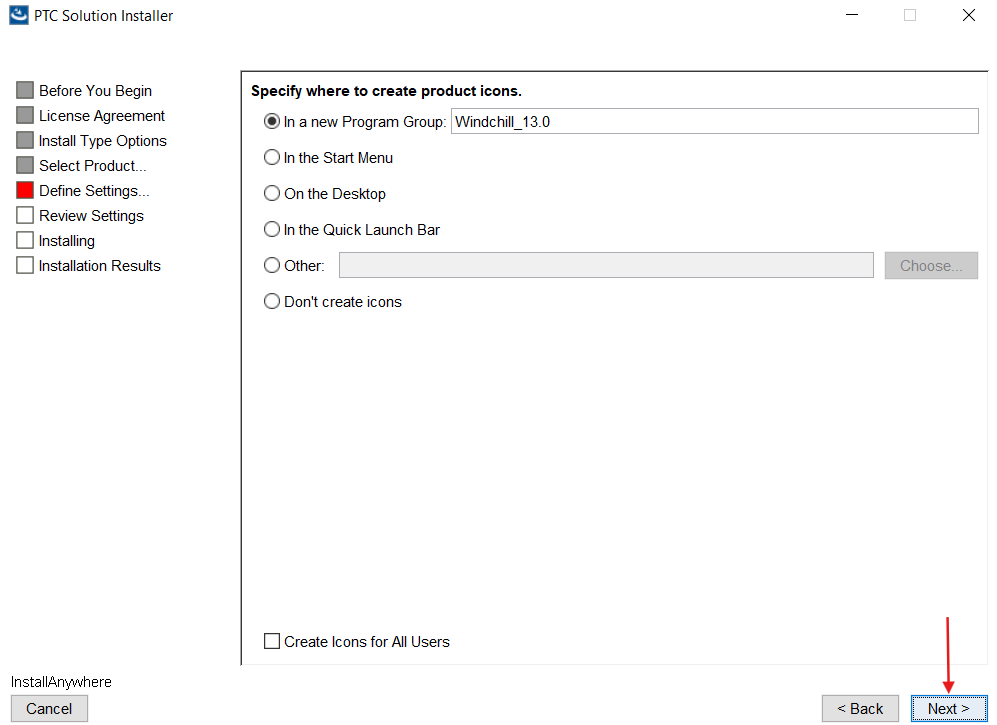 PTC Solution Installer
Before You Begin
License Agreement
Install Type Options
Select Product...
Define Settings...
Review Settings
Installing
Installation Results
Specify where to create product icons.
In a new Program Group: Windchill_13.0
In the Start Menu
On the Desktop
In the Quick Launch Bar
Other: Choose...
Don't create icons
Create Icons for All Users
InstallAnywhere
Cancel < Back Next >